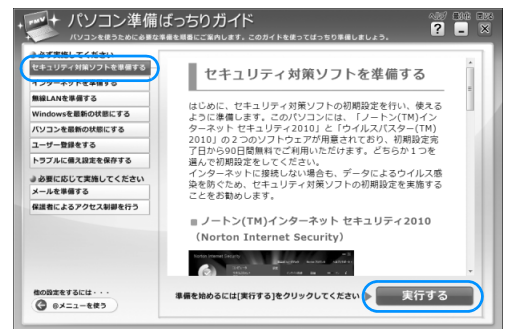 FMV
パソコン準備ばっちりガイド
パソコンを使うために必要な準備を順番にご案内します。このガイドを使ってばっちり準備しましょう。
ヘルプ 最小化 閉じる
必ず実施してください
セキュリティ対策ソフトを準備する
インターネットを準備する
無線LANを準備する
Windowsを最新の状態にする
パソコンを最新の状態にする
ユーザー登録をする
トラブルに備え設定を保存する
必要に応じて実施してください
メールを準備する
保護者によるアクセス制御を行う
他の設定をするには・・・
@メニューを使う
セキュリティ対策ソフトを準備する
はじめに、セキュリティ対策ソフトの初期設定を行い、使える
ように準備します。このパソコンには、「ノートン(TM)イン
ターネット セキュリティ2010」と「ウイルスバスター(TM)
2010」の2つのソフトウェアが用意されており、初期設定完
了日から90日間無料でご利用いただけます。どちらか1つを
選んで初期設定をしてください。
インターネットに接続しない場合も、データによるウイルス感
染を防ぐため、セキュリティ対策ソフトの初期設定を実施する
ことをお勧めします。
■ ノートン(TM)インターネット セキュリティ2010
（Norton Internet Security）
Norton Internet Security
準備を始めるには[実行する]をクリックしてください
実行する